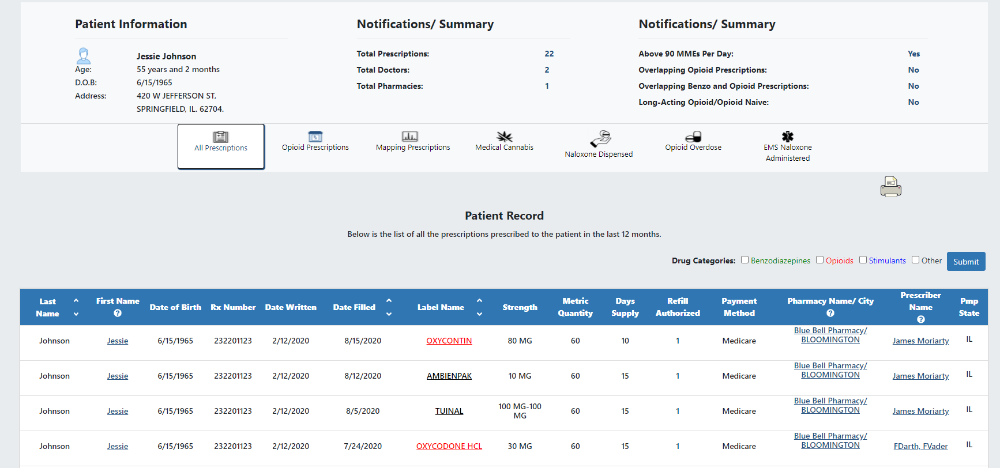 Patient Information
Jessie Johnson
Age: 55 years and 2 months
D.O.B: 6/15/1965
Address: 420 W JEFFERSON ST,
SPRINGFIELD, IL. 62704.
Notifications/ Summary
Total Prescriptions: 22
Total Doctors: 2
Total Pharmacies: 1
Notifications/ Summary
Above 90 MMEs Per Day: Yes
Overlapping Opioid Prescriptions: No
Overlapping Benzo and Opioid Prescriptions: No
Long-Acting Opioid/Opioid Naive: No
All Prescriptions
Opioid Prescriptions
Mapping Prescriptions
Medical Cannabis
Naloxone Dispensed
Opioid Overdose
EMS Naloxone
Administered
Patient Record
Below is the list of all the prescriptions prescribed to the patient in the last 12 months.
Drug Categories: Benzodiazepines Opioids Stimulants Other Submit
Last
Name
First Name
Date of Birth
Rx Number
Date Written
Date Filled
Label Name
Strength
Metric
Quantity
Days
Supply
Refill
Authorized
Payment
Method
Pharmacy Name/ City
Prescriber
Name
Pmp
State
Johnson Jessie 6/15/1965 232201123 2/12/2020 8/15/2020 OXYCONTIN 80 MG 60 10 1 Medicare Blue Bell Pharmacy/
BLOOMINGTON James Moriarty IL
Johnson Jessie 6/15/1965 232201123 2/12/2020 8/12/2020 AMBIENPAK 10 MG 60 15 1 Medicare Blue Bell Pharmacy/
BLOOMINGTON James Moriarty IL
Johnson Jessie 6/15/1965 232201123 2/12/2020 8/5/2020 TUINAL 100 MG-100
MG 60 15 1 Medicare Blue Bell Pharmacy/
BLOOMINGTON James Moriarty IL
Johnson Jessie 6/15/1965 232201123 2/12/2020 7/24/2020 OXYCODONE HCL 30 MG 60 15 1 Medicare Blue Bell Pharmacy/
BLOOMINGTON FDarth, FVader IL